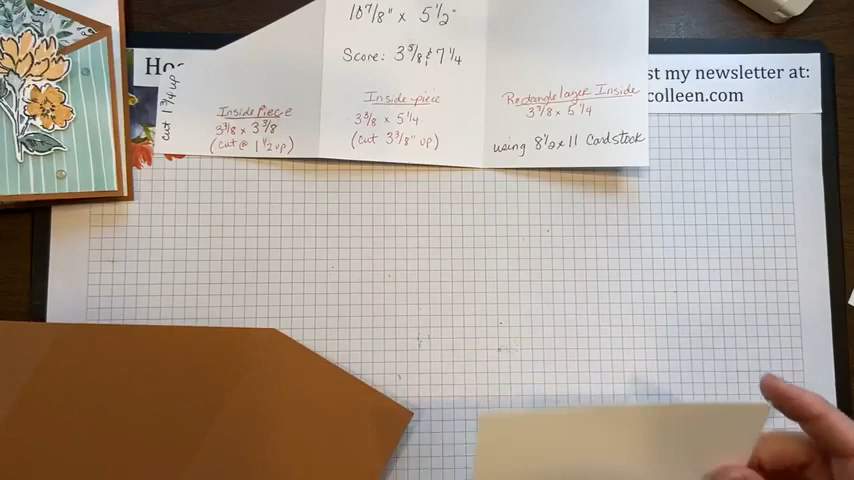 10 7/8" x 5 1/2"
Score: 3 5/8 & 7 1/4
Ho
st my newsletter at:
colleen.com
cut 1 3/4 up
Inside Piece
3 3/8 x 3 3/8
(cut @ 1 1/2 up)
Inside piece
3 3/8 x 5 1/4
(cut 3 3/8" up)
Rectangle layer Inside
3 3/8 x 5 1/4
using 8 1/2 x 11 Cardstock